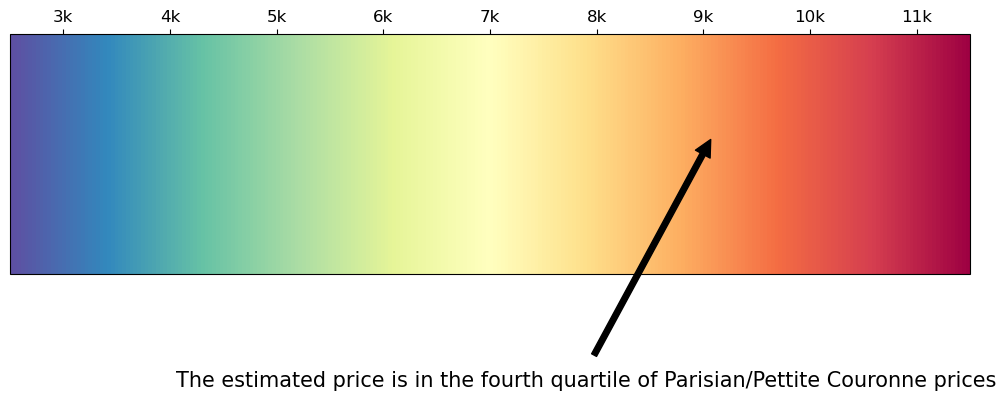 3k 4k 5k 6k 7k 8k 9k 10k 11k
The estimated price is in the fourth quartile of Parisian/Pettite Couronne prices